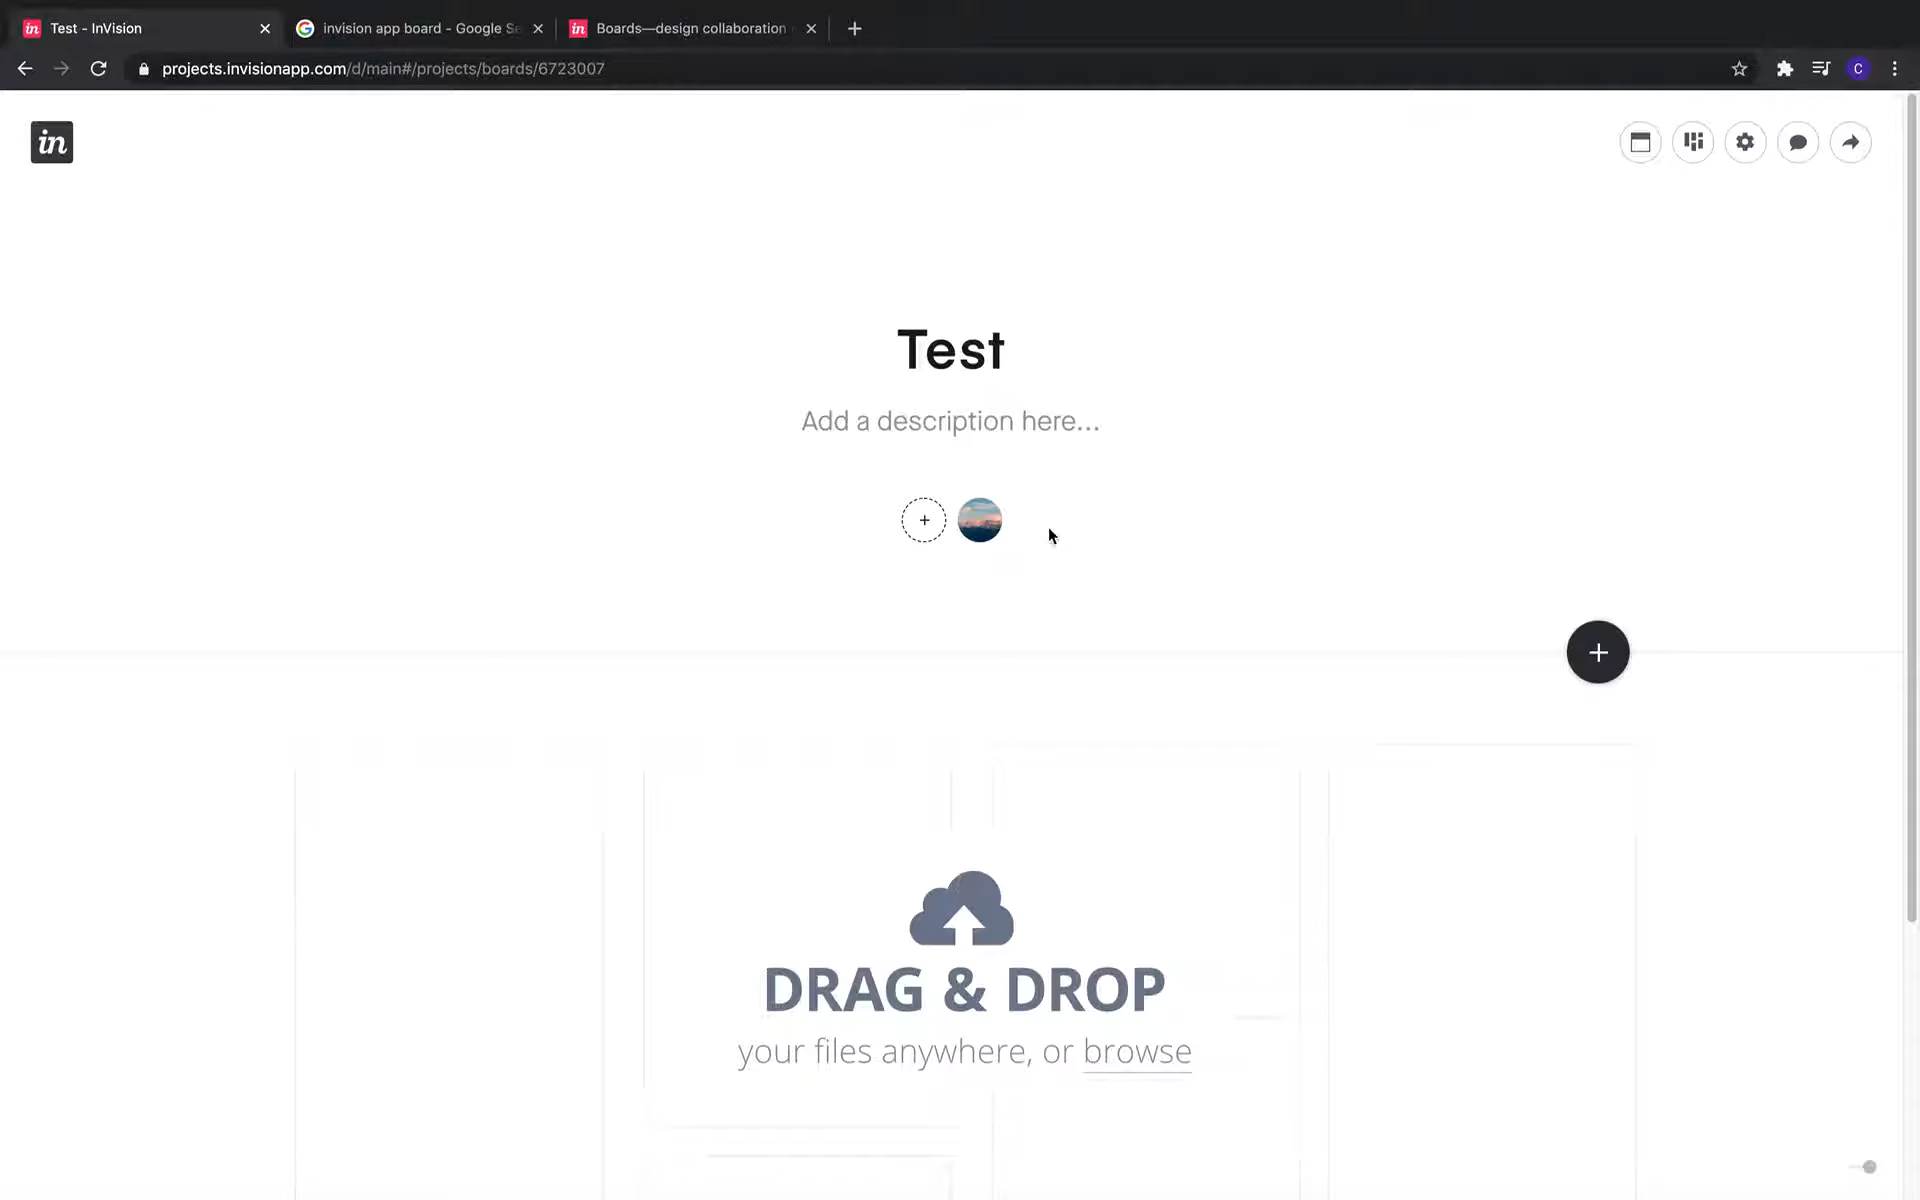 Test - InVision
invision app board - Google Se
Boards—design collaboration
projects.invisionapp.com/d/main#/projects/boards/6723007
C
in
Test
Add a description here...
DRAG & DROP
your files anywhere, or browse